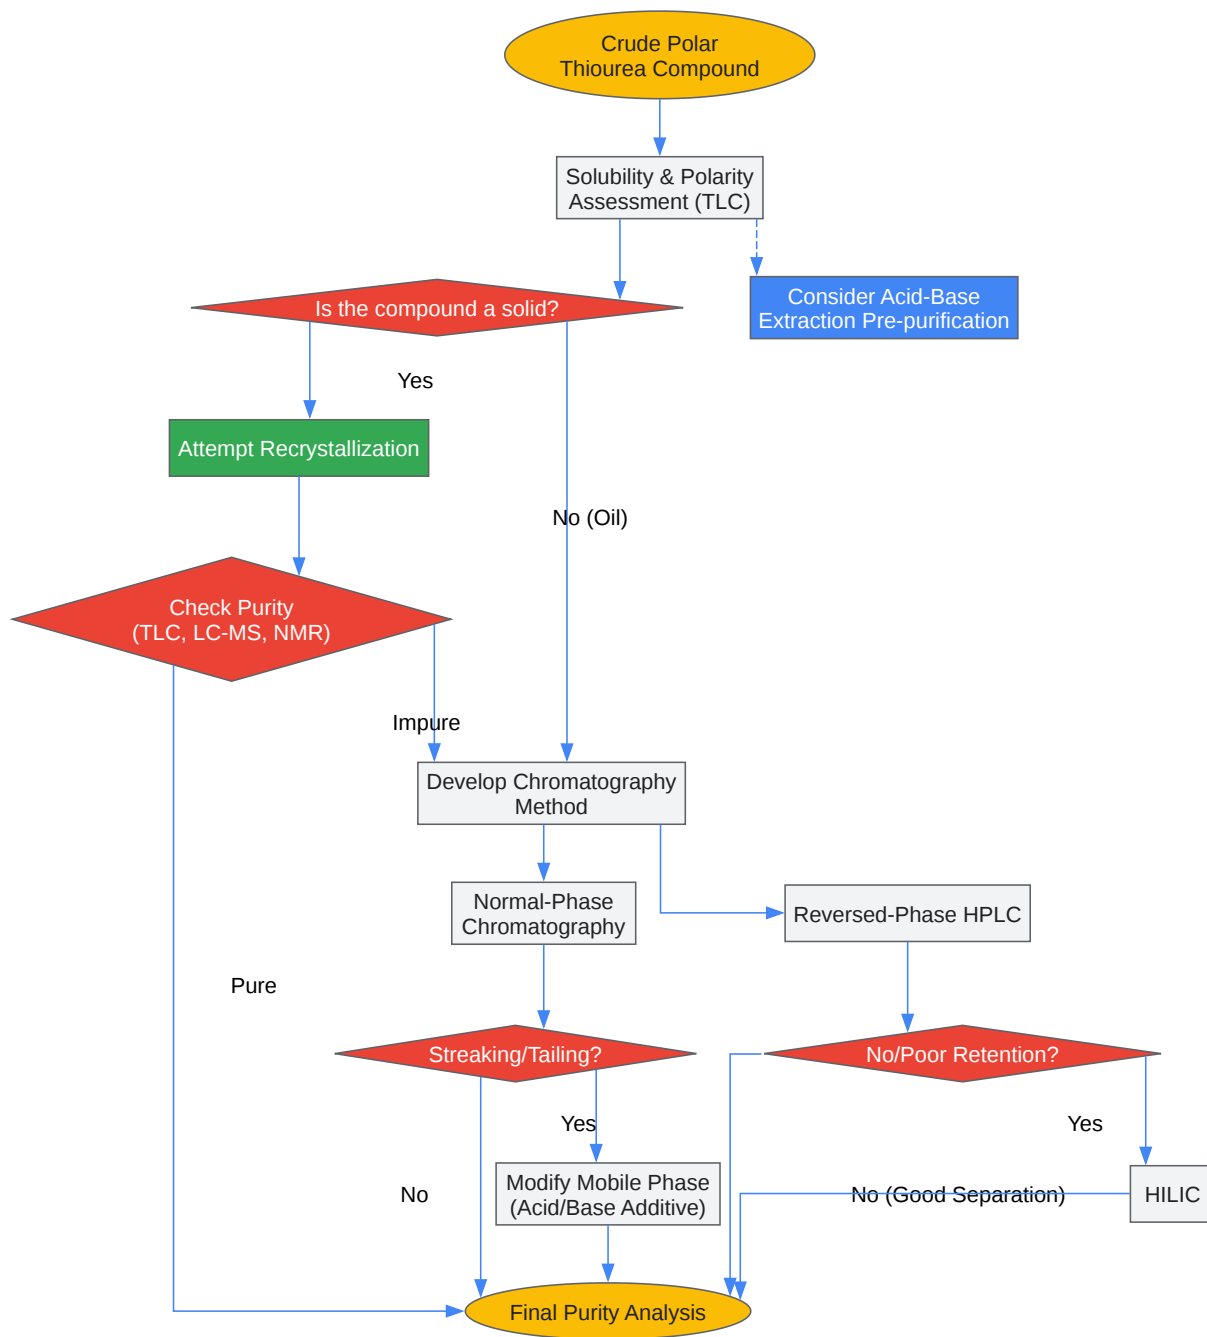 Crude Polar
Thiourea Compound
Solubility & Polarity
Assessment (TLC)
Is the compound a solid?
Consider Acid-Base
Extraction Pre-purification
Yes
Attempt Recrystallization
No (Oil)
Check Purity
(TLC, LC-MS, NMR)
Impure
Develop Chromatography
Method
Normal-Phase
Chromatography
Reversed-Phase HPLC
Pure
Streaking/Tailing?
No/Poor Retention?
Yes
Yes
No
Modify Mobile Phase
(Acid/Base Additive)
No (Good Separation)
HILIC
Final Purity Analysis